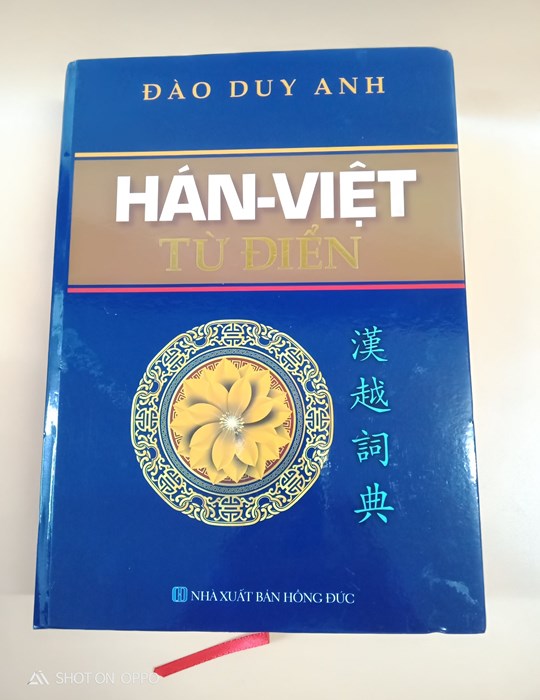 ĐÀO DUY ANH
HÁN-VIỆT
TỪ ĐIỂN
漢越詞典
NHÀ XUẤT BẢN HỒNG ĐỨC
SHOT ON OPPO